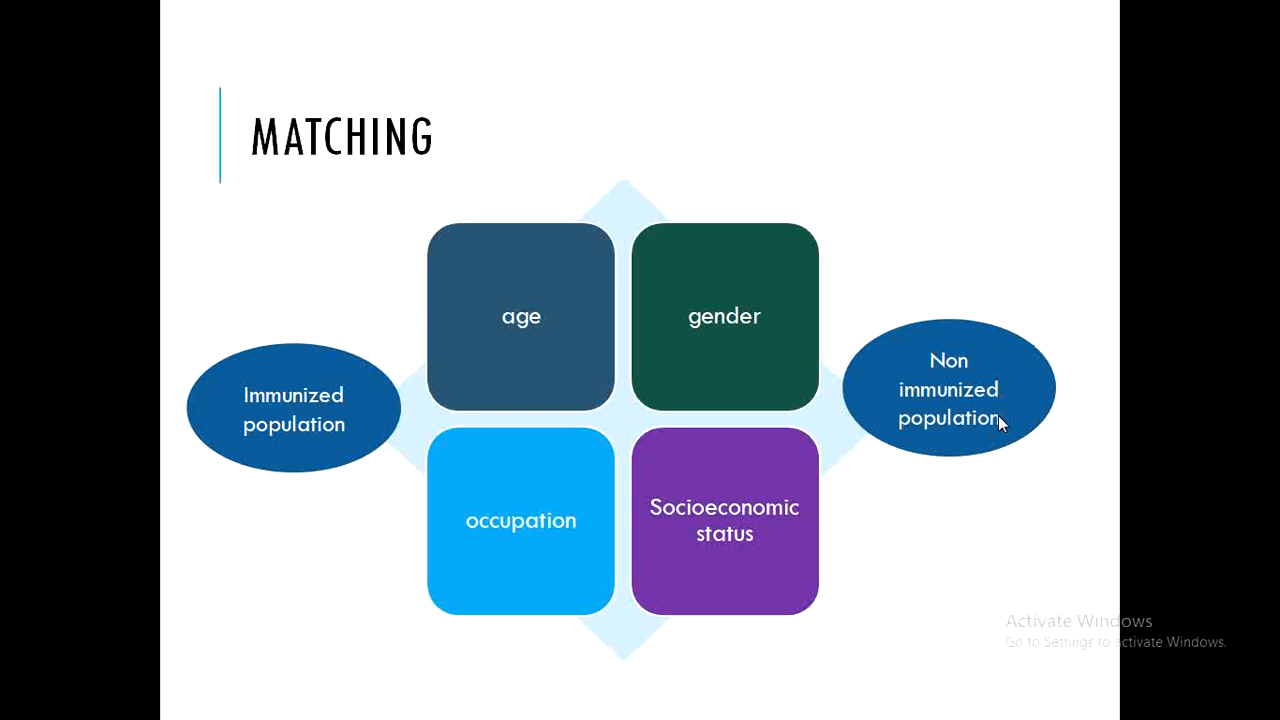 MATCHING
age
gender
Immunized
population
Non
immunized
population
occupation
Socioeconomic
status
Activate Windows
Go to Settings to activate Windows.